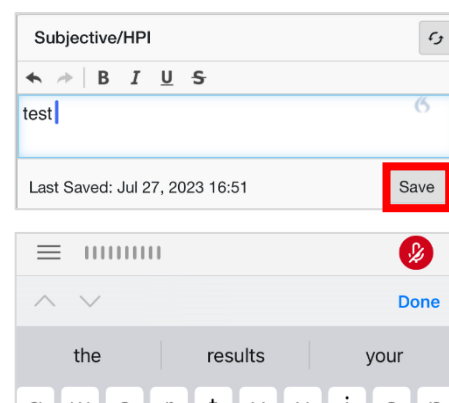 Subjective/HPI
B I U S
test
Last Saved: Jul 27, 2023 16:51
Save
Done
the results your